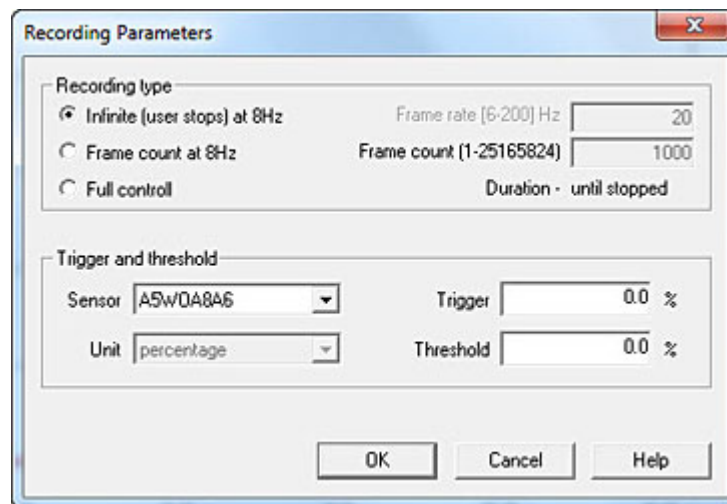 Recording Parameters
Recording type
Infinite (user stops) at 8Hz Frame rate [6-200] Hz 20
Frame count at 8Hz Frame count (1-25165824) 1000
Full controll Duration - until stopped
Trigger and threshold
Sensor A5W0A8A6 Trigger 0.0 %
Unit percentage Threshold 0.0 %
OK Cancel Help